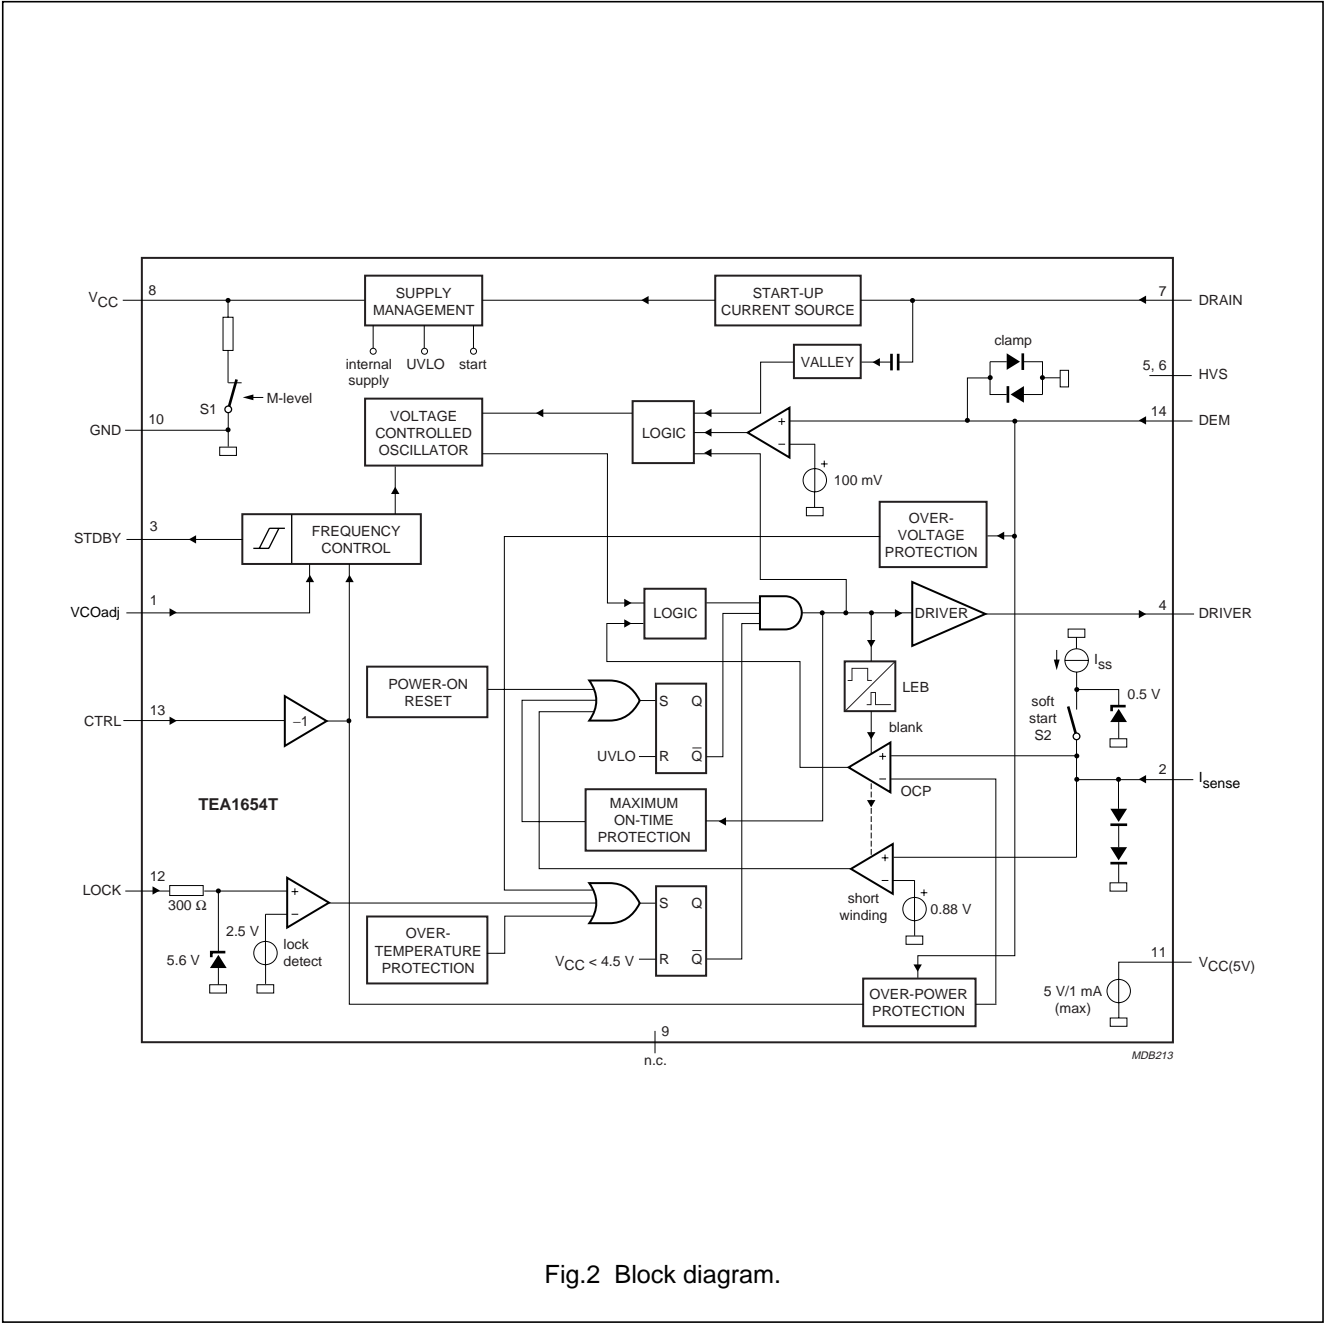 VCC
8
SUPPLY
MANAGEMENT
START-UP
CURRENT SOURCE
7
DRAIN
internal
supply
UVLO
start
VALLEY
clamp
5, 6
HVS
S1
M-level
GND
10
VOLTAGE
CONTROLLED
OSCILLATOR
LOGIC
+
−
+
100 mV
14
DEM
STDBY
3
FREQUENCY
CONTROL
OVER-
VOLTAGE
PROTECTION
VCOadj
1
LOGIC
DRIVER
4
DRIVER
POWER-ON
RESET
S
Q
UVLO
R
Q̅
LEB
blank
ISS
0.5 V
soft
start
S2
CTRL
13
−1
+
−
OCP
2
Isense
TEA1654T
MAXIMUM
ON-TIME
PROTECTION
LOCK
12
300 Ω
+
−
2.5 V
lock
detect
5.6 V
OVER-
TEMPERATURE
PROTECTION
S
Q
VCC < 4.5 V
R
Q̅
+
−
short
winding
+
0.88 V
OVER-POWER
PROTECTION
11
VCC(5V)
5 V/1 mA
(max)
9
n.c.
MDB213
Fig.2 Block diagram.